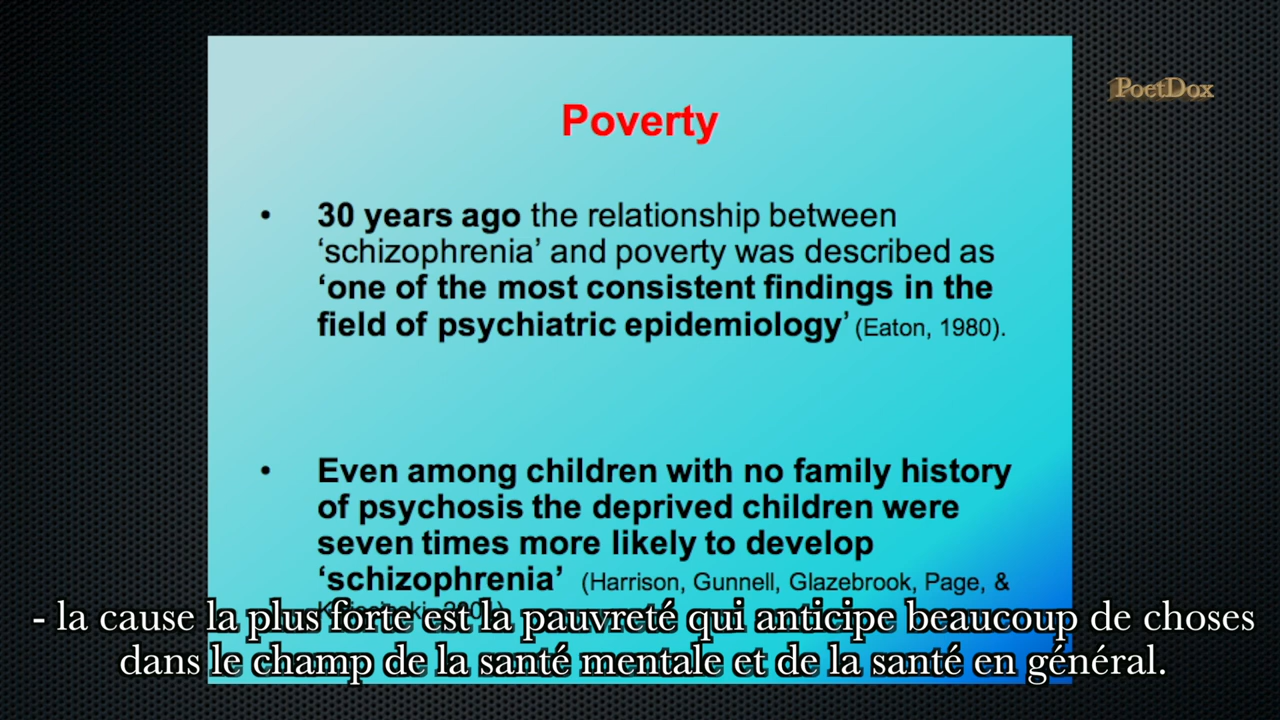 PoetDox
Poverty
• 30 years ago the relationship between
‘schizophrenia’ and poverty was described as
‘one of the most consistent findings in the
field of psychiatric epidemiology’ (Eaton, 1980).
• Even among children with no family history
of psychosis the deprived children were
seven times more likely to develop
‘schizophrenia’ (Harrison, Gunnell, Glazebrook, Page, &
- la cause la plus forte est la pauvreté qui anticipe beaucoup de choses
dans le champ de la santé mentale et de la santé en général.